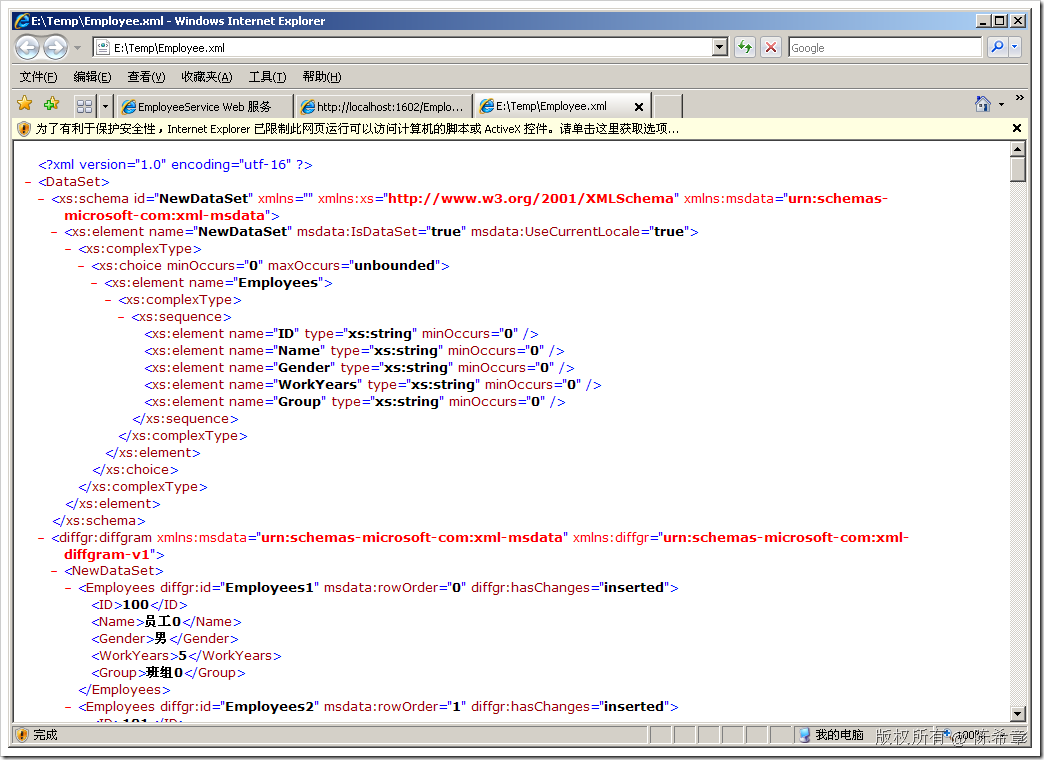 E:\Temp\Employee.xml - Windows Internet Explorer
E:\Temp\Employee.xml
Google
文件(F) 编辑(E) 查看(V) 收藏夹(A) 工具(T) 帮助(H)
EmployeeService Web 服务 http://localhost:1602/Emplo... E:\Temp\Employee.xml
为了有利于保护安全性，Internet Explorer 已限制此网页运行可以访问计算机的脚本或 ActiveX 控件。请单击这里获取选项...
<?xml version="1.0" encoding="utf-16" ?>
- <DataSet>
- <xs:schema id="NewDataSet" xmlns="" xmlns:xs="http://www.w3.org/2001/XMLSchema" xmlns:msdata="urn:schemas-
microsoft-com:xml-msdata">
- <xs:element name="NewDataSet" msdata:IsDataSet="true" msdata:UseCurrentLocale="true">
- <xs:complexType>
- <xs:choice minOccurs="0" maxOccurs="unbounded">
- <xs:element name="Employees">
- <xs:complexType>
- <xs:sequence>
<xs:element name="ID" type="xs:string" minOccurs="0" />
<xs:element name="Name" type="xs:string" minOccurs="0" />
<xs:element name="Gender" type="xs:string" minOccurs="0" />
<xs:element name="WorkYears" type="xs:string" minOccurs="0" />
<xs:element name="Group" type="xs:string" minOccurs="0" />
</xs:sequence>
</xs:complexType>
</xs:element>
</xs:choice>
</xs:complexType>
</xs:element>
</xs:schema>
- <diffgr:diffgram xmlns:msdata="urn:schemas-microsoft-com:xml-msdata" xmlns:diffgr="urn:schemas-microsoft-com:xml-
diffgram-v1">
- <NewDataSet>
- <Employees diffgr:id="Employees1" msdata:rowOrder="0" diffgr:hasChanges="inserted">
<ID>100</ID>
<Name>员工0</Name>
<Gender>男</Gender>
<WorkYears>5</WorkYears>
<Group>班组0</Group>
</Employees>
- <Employees diffgr:id="Employees2" msdata:rowOrder="1" diffgr:hasChanges="inserted">
<ID>101</ID>
完成 我的电脑 100%
版权所有@陈希章